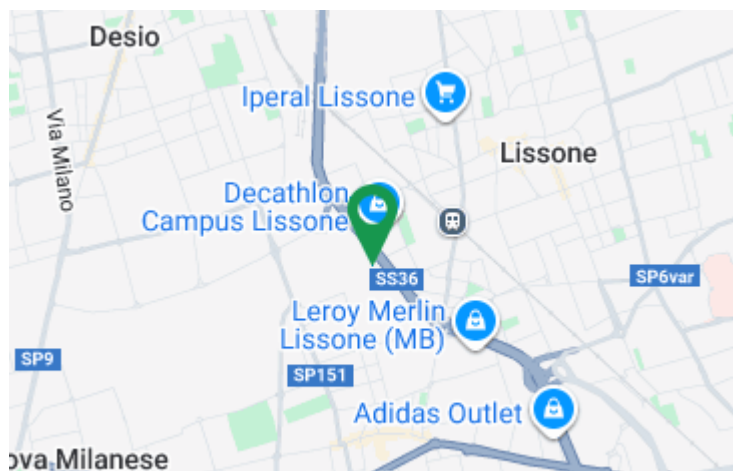 Desio
Iperal Lissone
Via Milano
Lissone
Decathlon
Campus Lissone
SS36
SP6var
Leroy Merlin
Lissone (MB)
SP9
SP151
Adidas Outlet
ova Milanese